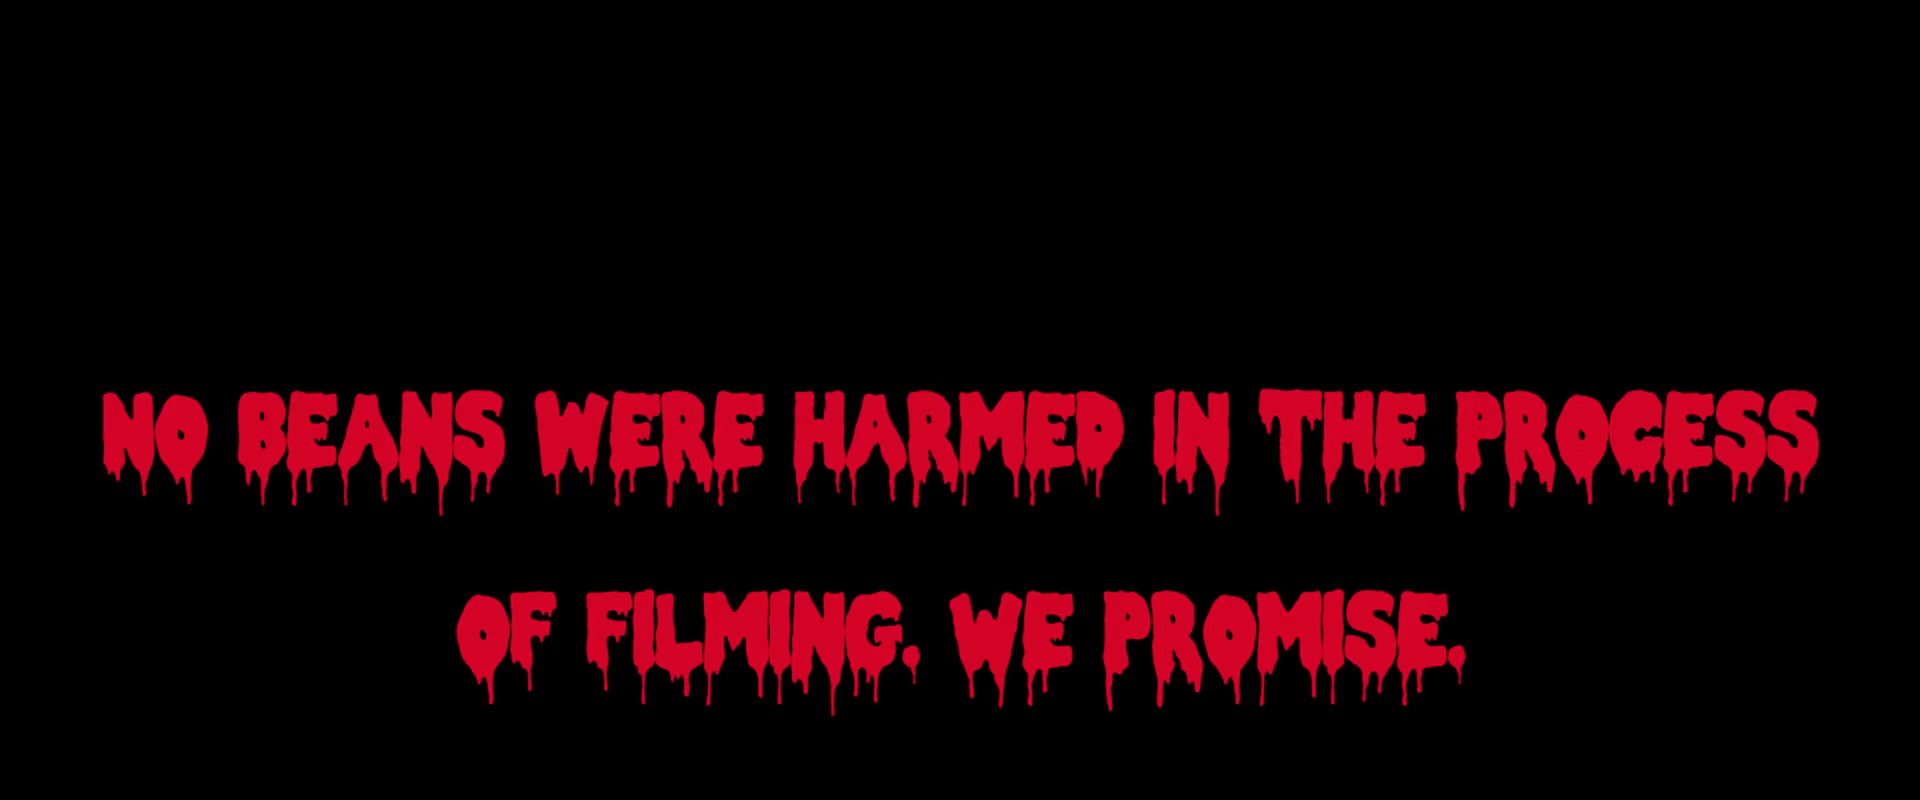 NO BEANS WERE HARMED IN THE PROCESS
OF FILMING. WE PROMISE.